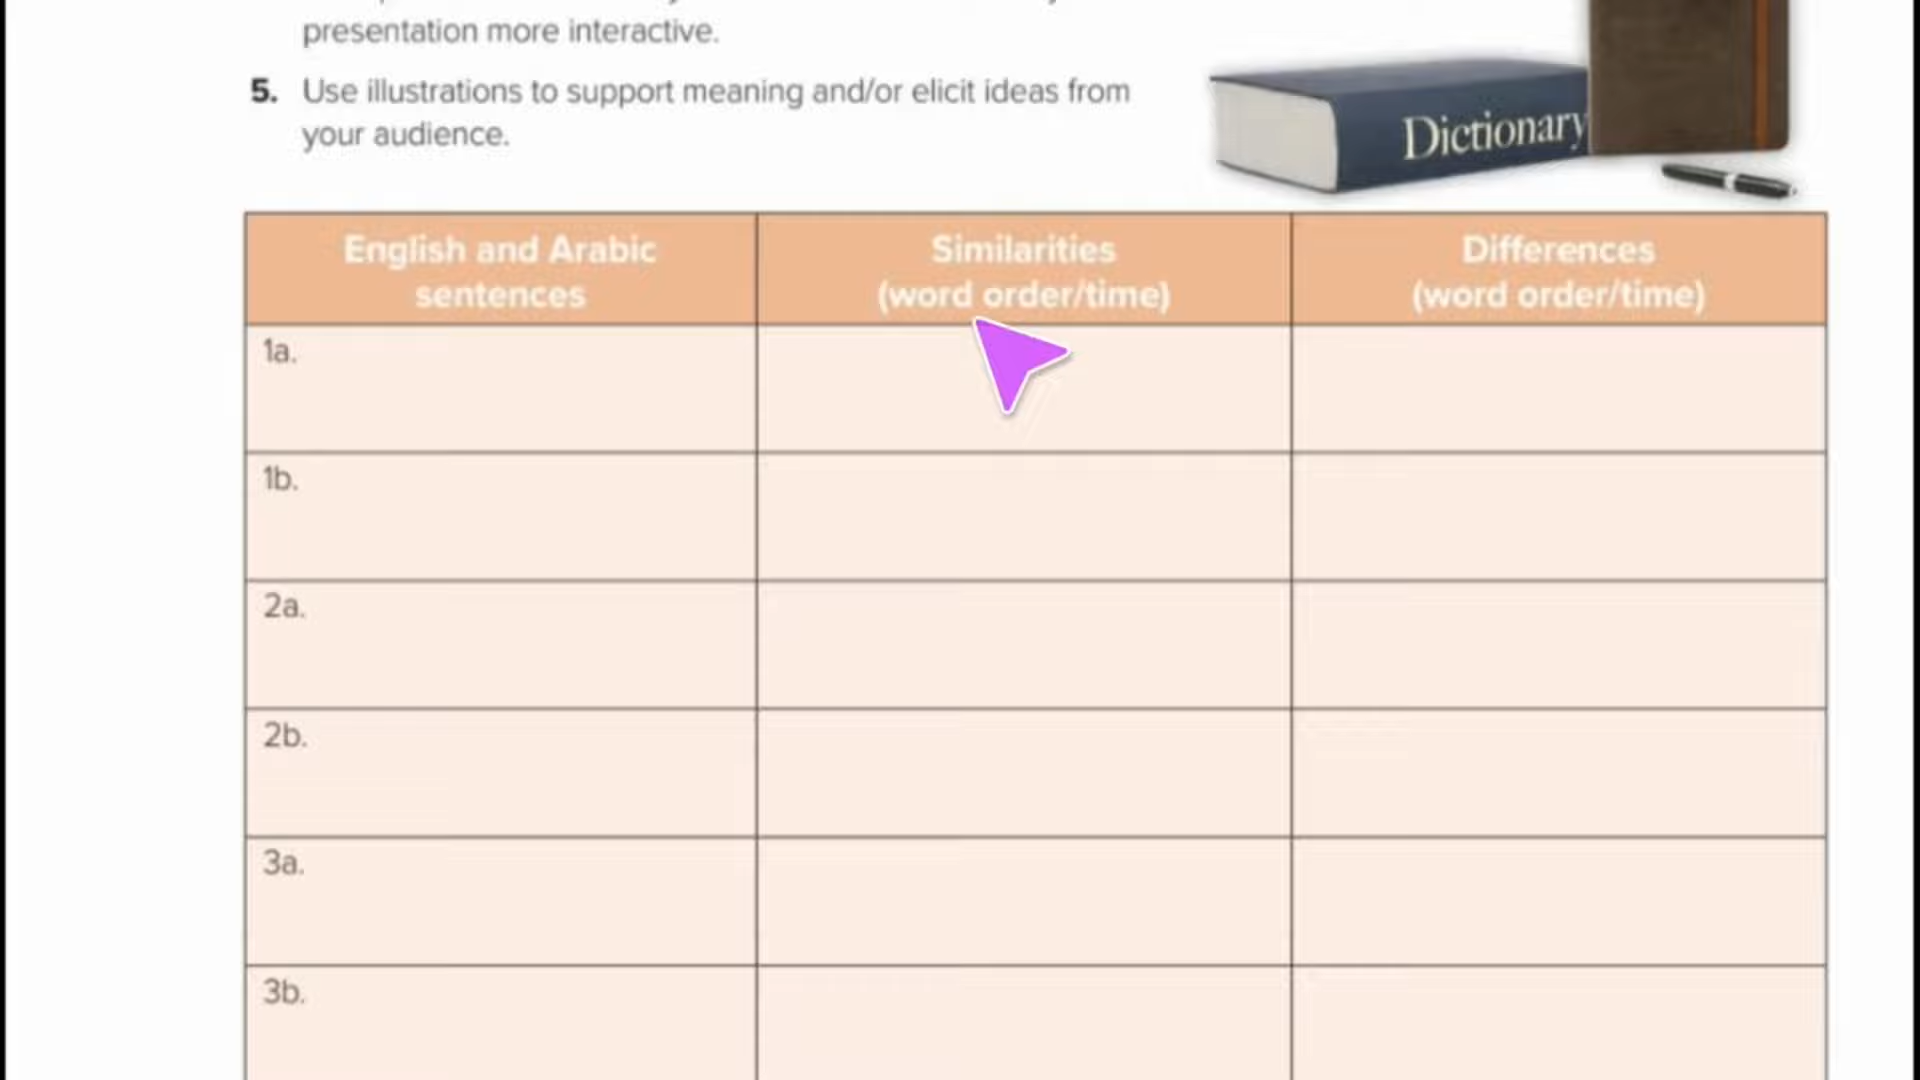 presentation more interactive.
5. Use illustrations to support meaning and/or elicit ideas from
your audience.
Dictionary
English and Arabic
sentences
Similarities
(word order/time)
Differences
(word order/time)
1a.
1b.
2a.
2b.
3a.
3b.